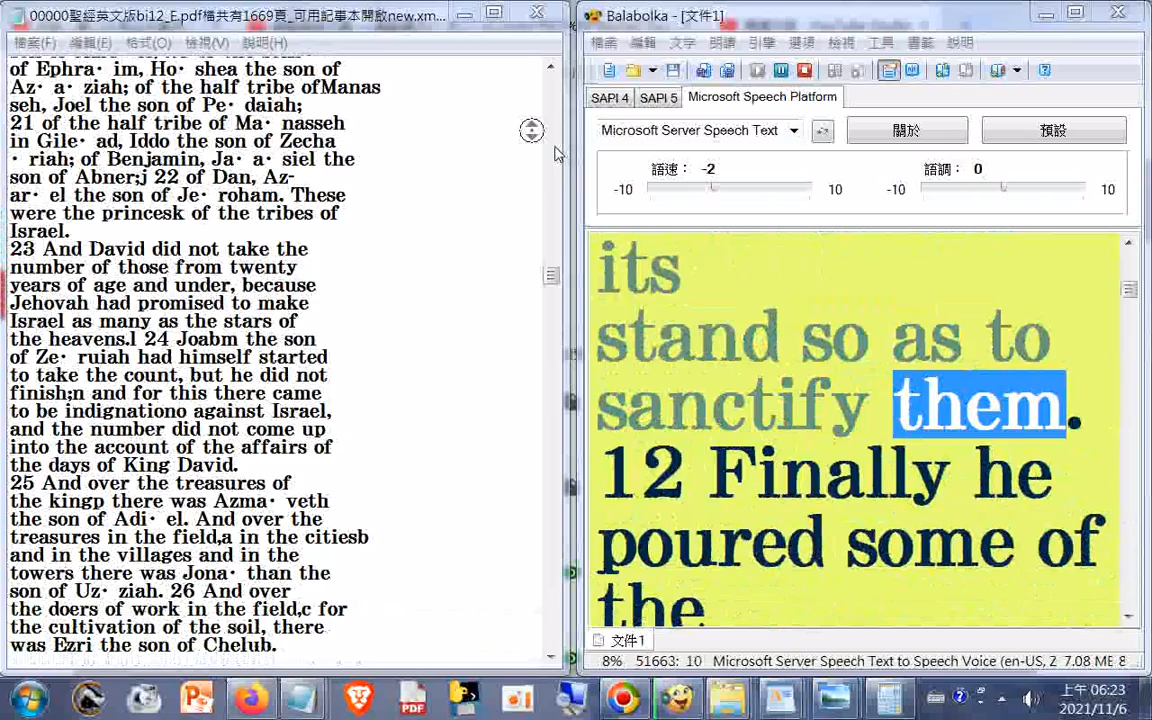 00000聖經英文版bi12_E.pdf檔共有1669頁_可用記事本開啟new.xm...
檔案(F) 編輯(E) 格式(O) 檢視(V) 說明(H)
of Ephra· im, Ho· shea the son of
Az· a· ziah; of the half tribe ofManas
seh, Joel the son of Pe· daiah;
21 of the half tribe of Ma· nasseh
in Gile· ad, Iddo the son of Zecha
· riah; of Benjamin, Ja· a· siel the
son of Abner;j 22 of Dan, Az-
ar· el the son of Je· roham. These
were the princesk of the tribes of
Israel.
23 And David did not take the
number of those from twenty
years of age and under, because
Jehovah had promised to make
Israel as many as the stars of
the heavens.l 24 Joabm the son
of Ze· ruiah had himself started
to take the count, but he did not
finish;n and for this there came
to be indignationo against Israel,
and the number did not come up
into the account of the affairs of
the days of King David.
25 And over the treasures of
the kingp there was Azma· veth
the son of Adi· el. And over the
treasures in the field,a in the citiesb
and in the villages and in the
towers there was Jona· than the
son of Uz· ziah. 26 And over
the doers of work in the field,c for
the cultivation of the soil, there
was Ezri the son of Chelub.
Balabolka - [文件1]
檔案 編輯 文字 朗讀 引擎 選項 檢視 工具 書籤 說明
SAPI 4 SAPI 5 Microsoft Speech Platform
Microsoft Server Speech Text 關於 預設
語速: -2 語調: 0
-10 10 -10 10
its
stand so as to
sanctify them.
12 Finally he
poured some of
the
文件1
8% 51663: 10 Microsoft Server Speech Text to Speech Voice (en-US, Z 7.08 MB 8
PDF
上午 06:23
2021/11/6